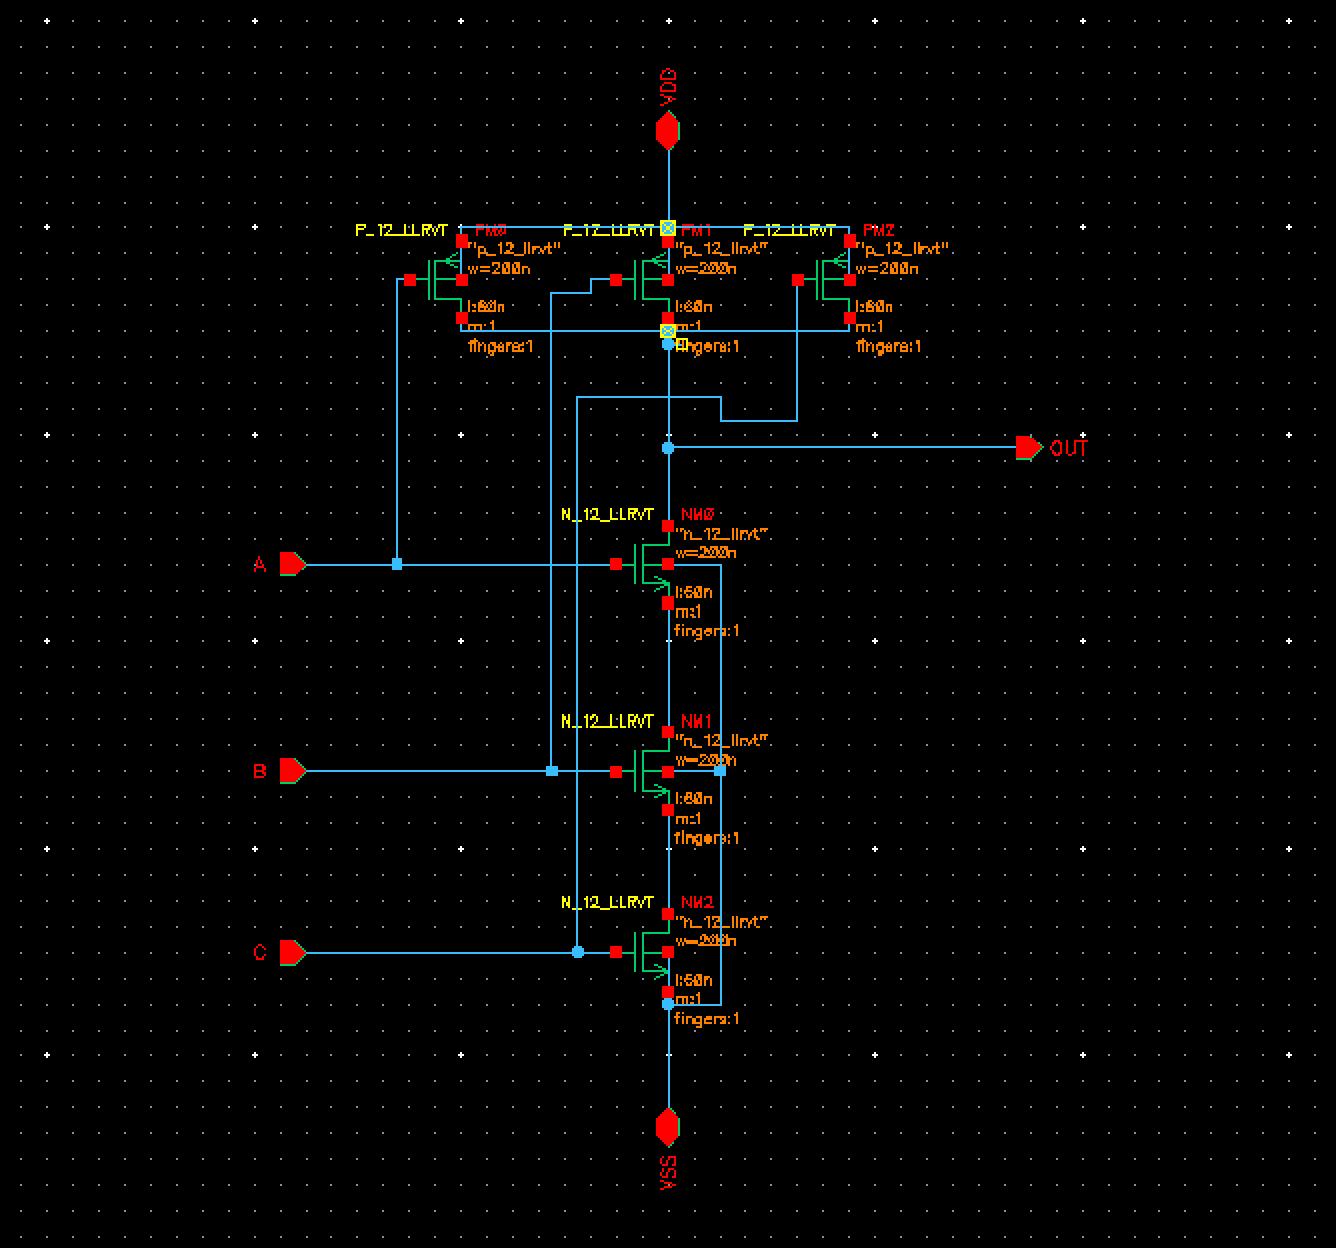 VDD
P_12_LLRVT PM0 P_12_LLRVT PM1 P_12_LLRVT PM2
"p_12_llrvt" "p_12_llrvt" "p_12_llrvt"
w=200n w=200n w=200n
l:60n l:60n l:60n
m:1 m:1 m:1
fingers:1 fingers:1 fingers:1
OUT
N_12_LLRVT NM0
"n_12_llrvt"
w=200n
A
l:60n
m:1
fingers:1
N_12_LLRVT NM1
"n_12_llrvt"
w=200n
B
l:60n
m:1
fingers:1
N_12_LLRVT NM2
"n_12_llrvt"
w=200n
C
l:60n
m:1
fingers:1
VSS